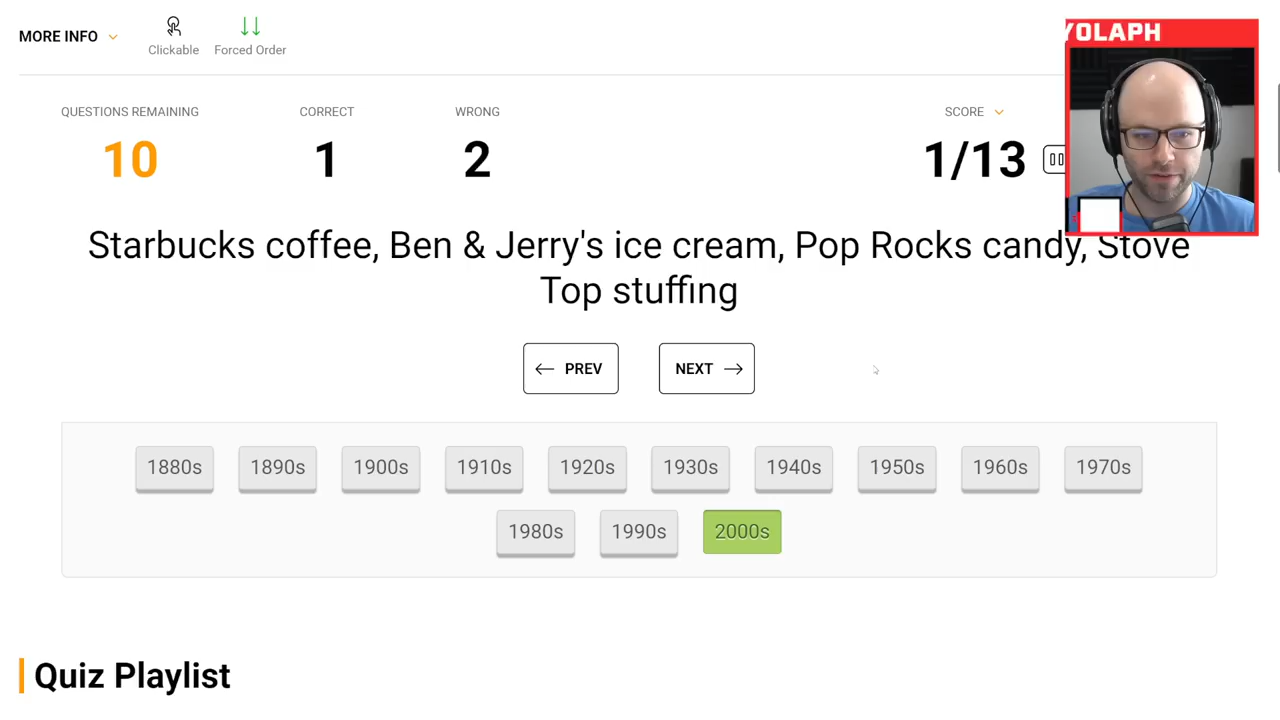 MORE INFO
Clickable
Forced Order
YOLAPH
QUESTIONS REMAINING
10
CORRECT
1
WRONG
2
SCORE
1/13
Starbucks coffee, Ben & Jerry's ice cream, Pop Rocks candy, Stove
Top stuffing
PREV
NEXT
1880s 1890s 1900s 1910s 1920s 1930s 1940s 1950s 1960s 1970s
1980s 1990s 2000s
Quiz Playlist